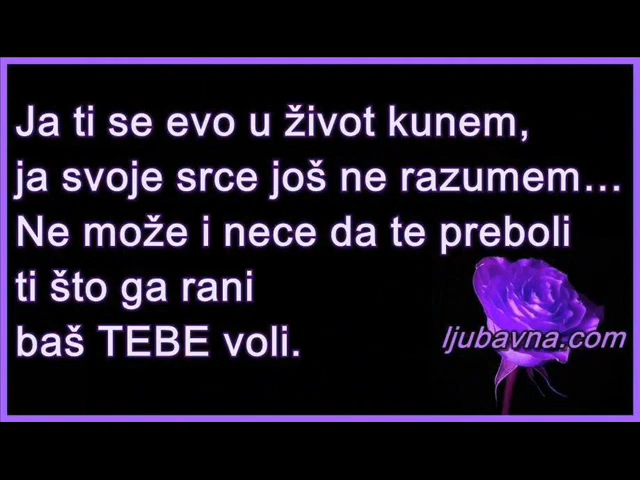 Ja ti se evo u život kunem,
ja svoje srce još ne razumem...
Ne može i nece da te preboli
ti što ga rani
baš TEBE voli.
ljubavna.com